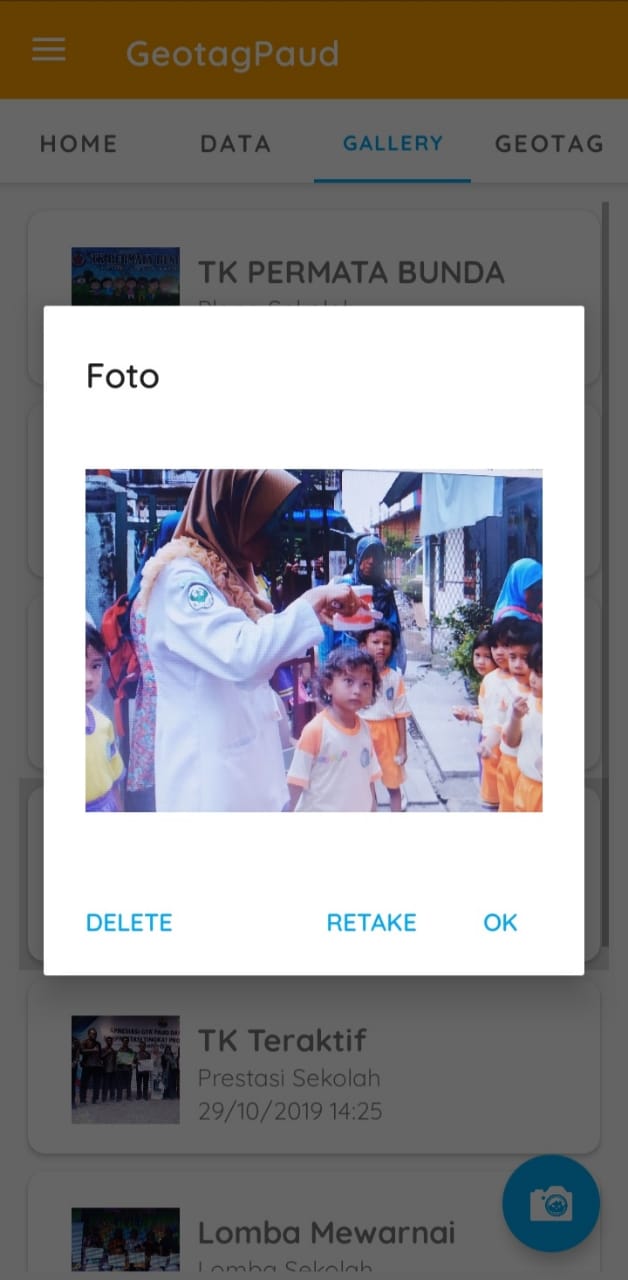 GeotagPaud
HOME
DATA
GALLERY
GEOTAG
TK PERMATA BUNDA
Foto
DELETE
RETAKE
OK
TK Teraktif
Prestasi Sekolah
29/10/2019 14:25
Lomba Mewarnai
Lomba Sekolah